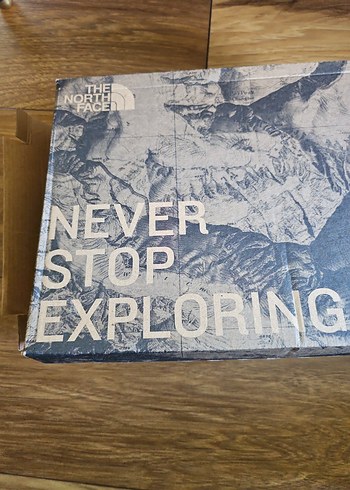 THE
NORTH
FACE
NEVER
STOP
EXPLORING